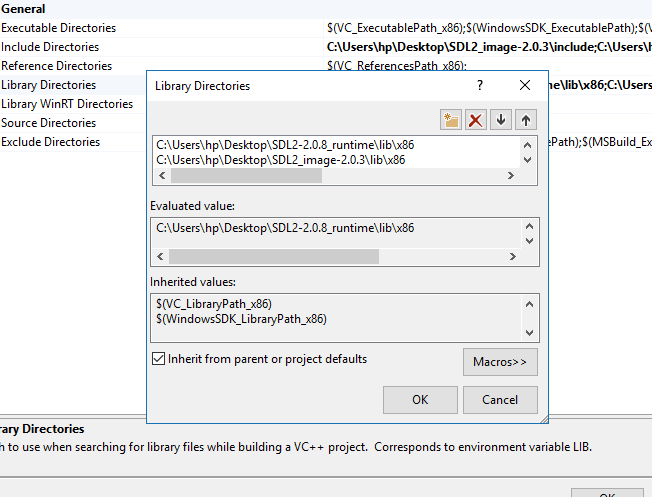 General
Executable Directories $(VC_ExecutablePath_x86);$(WindowsSDK_ExecutablePath);$(V
Include Directories C:\Users\hp\Desktop\SDL2_image-2.0.3\include;C:\Users\h
Reference Directories $(VC_ReferencesPath_x86);
Library Directories me\lib\x86;C:\Users
Library WinRT Directories
Source Directories
Exclude Directories ePath);$(MSBuild_Ex
Library Directories
? ×
C:\Users\hp\Desktop\SDL2-2.0.8_runtime\lib\x86
C:\Users\hp\Desktop\SDL2_image-2.0.3\lib\x86
Evaluated value:
C:\Users\hp\Desktop\SDL2-2.0.8_runtime\lib\x86
Inherited values:
$(VC_LibraryPath_x86)
$(WindowsSDK_LibraryPath_x86)
Inherit from parent or project defaults
Macros>>
OK Cancel
rary Directories
h to use when searching for library files while building a VC++ project. Corresponds to environment variable LIB.
OK